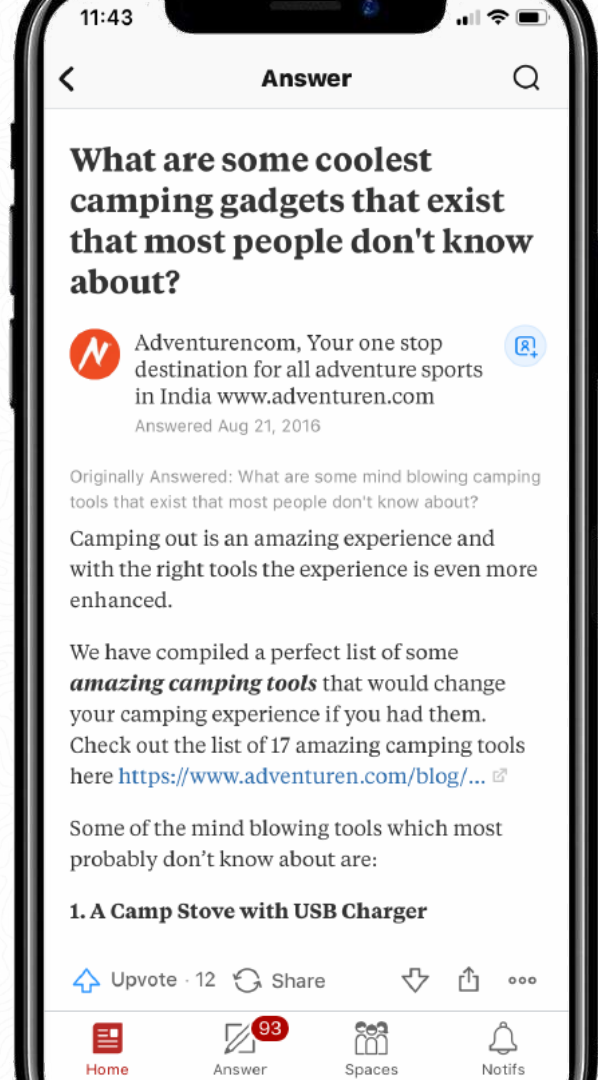 11:43
Answer
What are some coolest
camping gadgets that exist
that most people don't know
about?
Adventurencom, Your one stop
destination for all adventure sports
in India www.adventuren.com
Answered Aug 21, 2016
Originally Answered: What are some mind blowing camping
tools that exist that most people don't know about?
Camping out is an amazing experience and
with the right tools the experience is even more
enhanced.
We have compiled a perfect list of some
amazing camping tools that would change
your camping experience if you had them.
Check out the list of 17 amazing camping tools
here https://www.adventuren.com/blog/...
Some of the mind blowing tools which most
probably don’t know about are:
1. A Camp Stove with USB Charger
Upvote · 12 Share
93
Home Answer Spaces Notifs